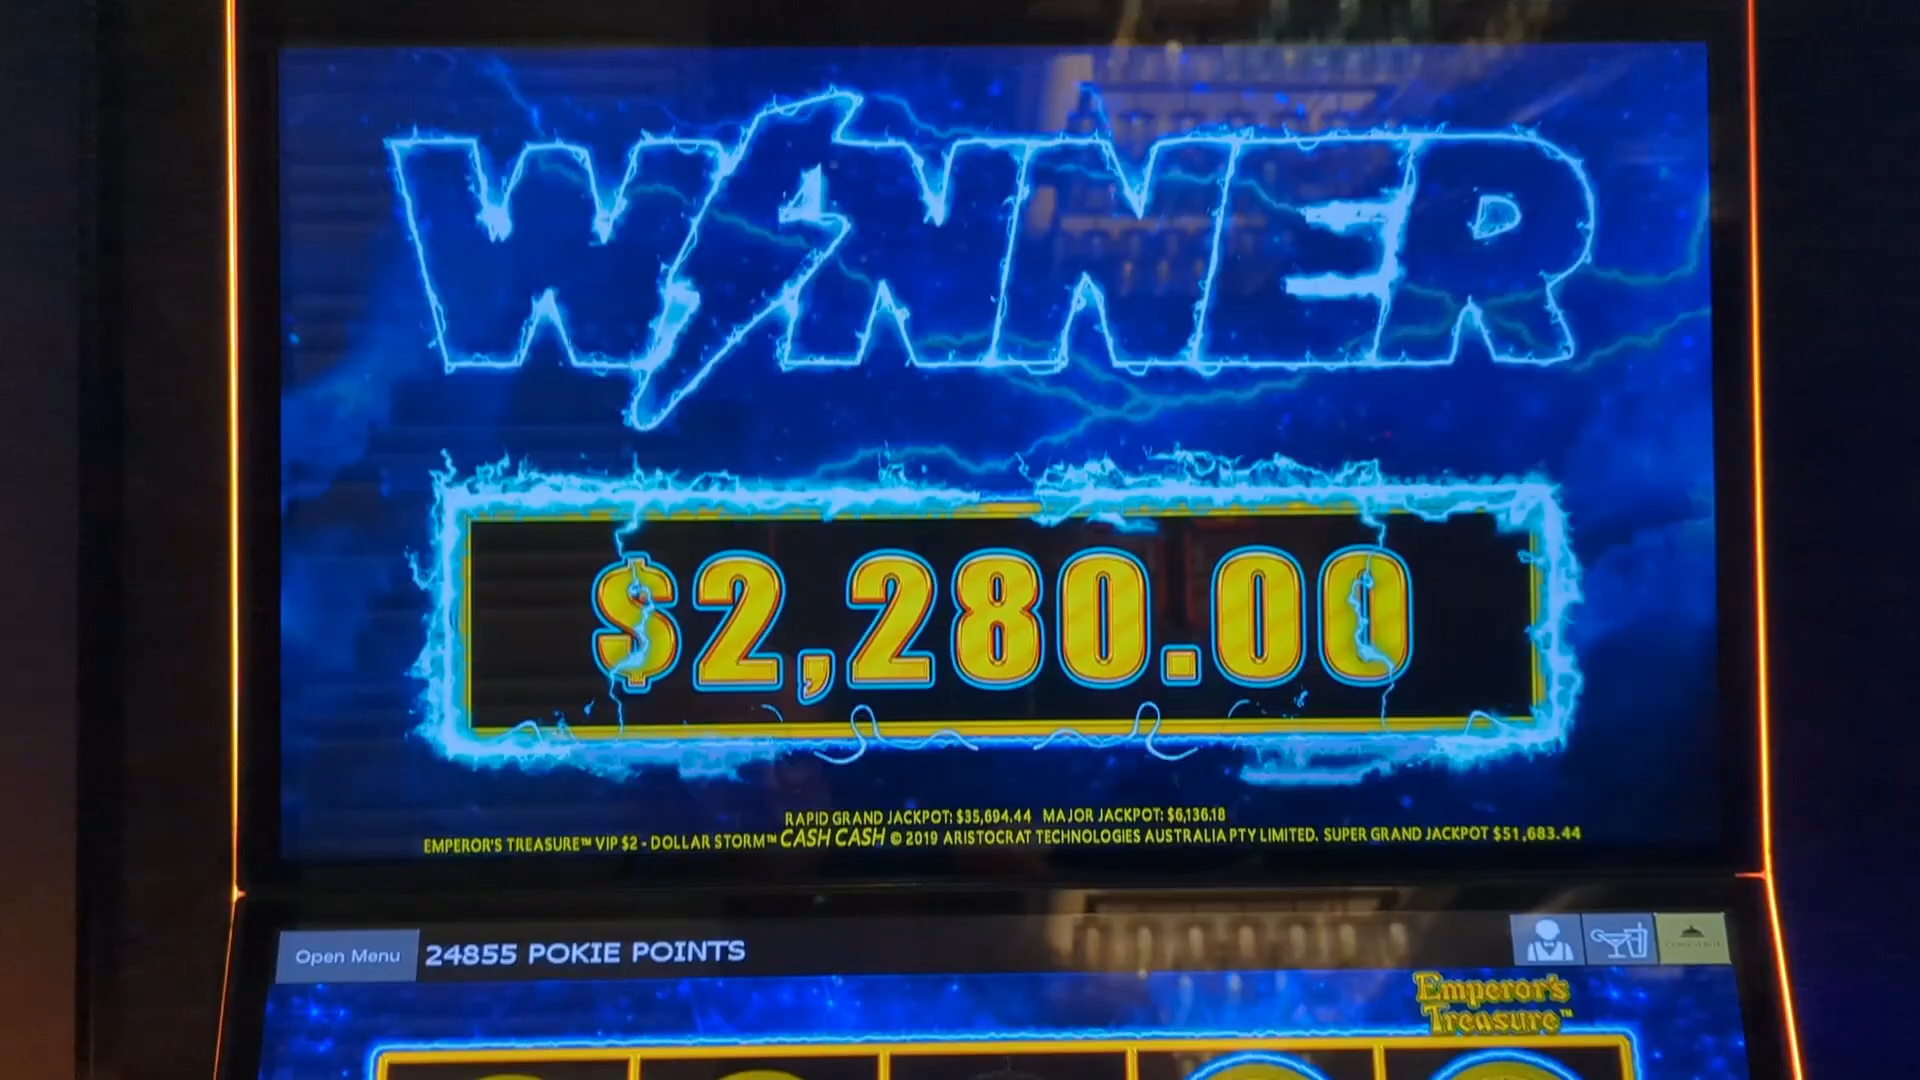 WINNER
$2,280.00
RAPID GRAND JACKPOT: $35,694.44 MAJOR JACKPOT: $6,136.18
EMPEROR'S TREASURE™ VIP $2 - DOLLAR STORM™ CASH CASH © 2019 ARISTOCRAT TECHNOLOGIES AUSTRALIA PTY LIMITED. SUPER GRAND JACKPOT $51,683.44
Open Menu
24855 POKIE POINTS
Emperor's
Treasure™